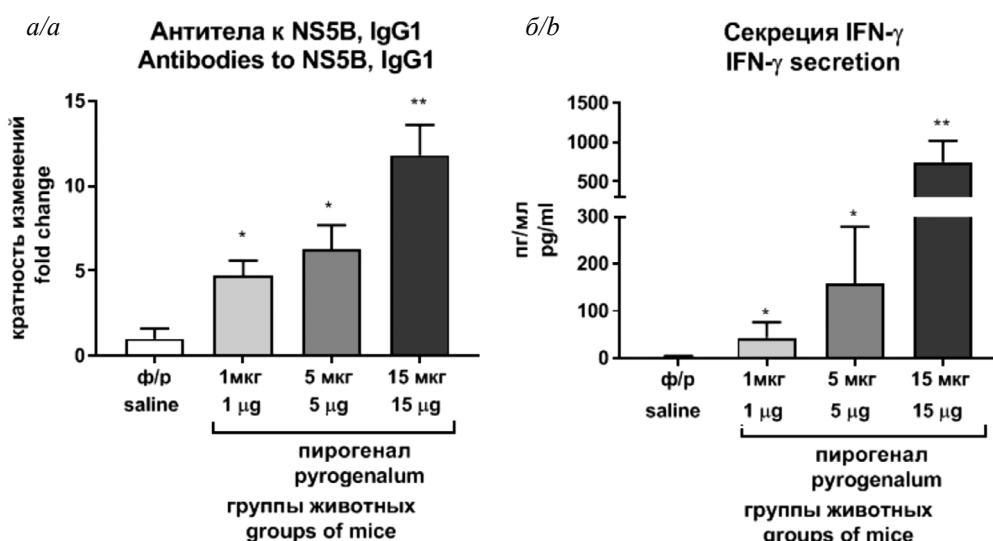 а/a
Антитела к NS5B, IgG1
Antibodies to NS5B, IgG1
кратность изменений
fold change
15
10
5
0
*
*
**
ф/р
1мкг
5 мкг
15 мкг
saline
1 µg
5 µg
15 µg
пирогенал
pyrogenalum
группы животных
groups of mice
б/b
Секреция IFN-γ
IFN-γ secretion
пг/мл
pg/ml
1500
1000
500
300
200
100
0
*
*
**
ф/р
1мкг
5 мкг
15 мкг
saline
1 µg
5 µg
15 µg
пирогенал
pyrogenalum
группы животных
groups of mice